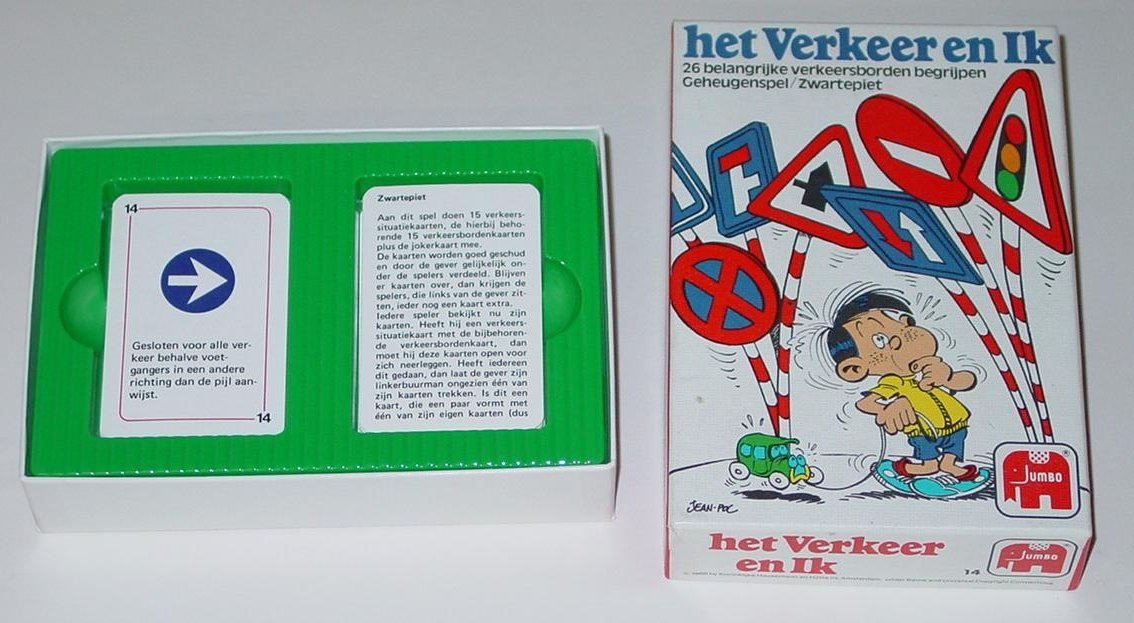 14
Gesloten voor alle ver-
keer behalve voet-
gangers in een andere
richting dan de pijl aan-
wijst.
14
Zwartepiet
Aan dit spel doen 15 verkeers-
situatiekaarten, de hierbij beho-
rende 15 verkeersbordenkaarten
plus de jokerkaart mee.
De kaarten worden goed geschud
en door de gever gelijkelijk on-
der de spelers verdeeld. Blijven
er kaarten over, dan krijgen de
spelers, die links van de gever zit-
ten, ieder nog een kaart extra.
Iedere speler bekijkt nu zijn
kaarten. Heeft hij een verkeers-
situatiekaart met de bijbehoren-
de verkeersbordenkaart, dan
moet hij deze kaarten open voor
zich neerleggen. Heeft iedereen
dit gedaan, dan laat de gever zijn
linkerbuurman ongezien één van
zijn kaarten trekken. Is dit een
kaart, die een paar vormt met
één van zijn eigen kaarten (dus
het Verkeer en Ik
26 belangrijke verkeersborden begrijpen
Geheugenspel/Zwartepiet
JEAN-POL
JUMBO
het Verkeer
en Ik
14
JUMBO